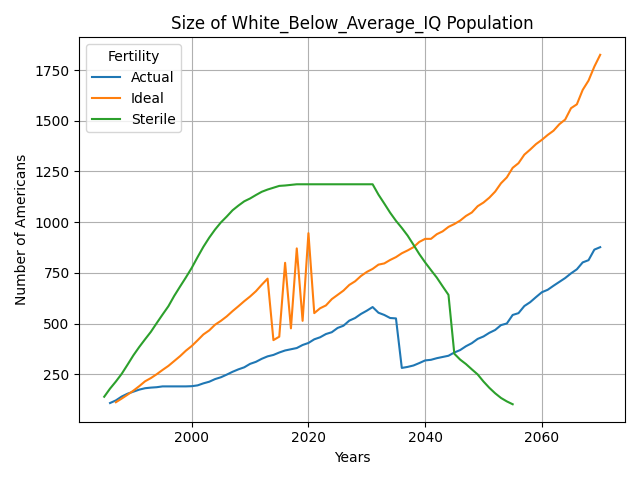 Size of White_Below_Average_IQ Population
Fertility
Actual
Ideal
Sterile
Number of Americans
1750
1500
1250
1000
750
500
250
2000 2020 2040 2060
Years